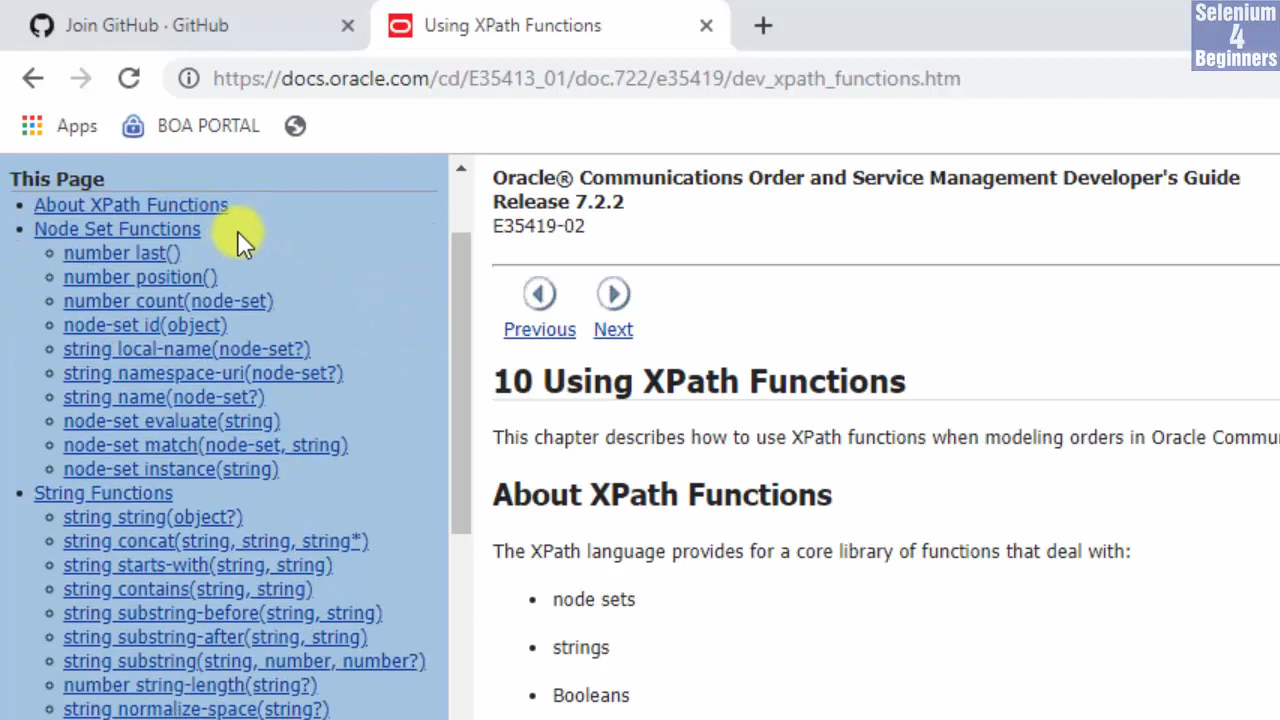 Join GitHub · GitHub
Using XPath Functions
Selenium
4
Beginners
https://docs.oracle.com/cd/E35413_01/doc.722/e35419/dev_xpath_functions.htm
Apps
BOA PORTAL
This Page
About XPath Functions
Node Set Functions
number last()
number position()
number count(node-set)
node-set id(object)
string local-name(node-set?)
string namespace-uri(node-set?)
string name(node-set?)
node-set evaluate(string)
node-set match(node-set, string)
node-set instance(string)
String Functions
string string(object?)
string concat(string, string, string*)
string starts-with(string, string)
string contains(string, string)
string substring-before(string, string)
string substring-after(string, string)
string substring(string, number, number?)
number string-length(string?)
string normalize-space(string?)
Oracle® Communications Order and Service Management Developer's Guide
Release 7.2.2
E35419-02
Previous
Next
10 Using XPath Functions
This chapter describes how to use XPath functions when modeling orders in Oracle Commu
About XPath Functions
The XPath language provides for a core library of functions that deal with:
node sets
strings
Booleans